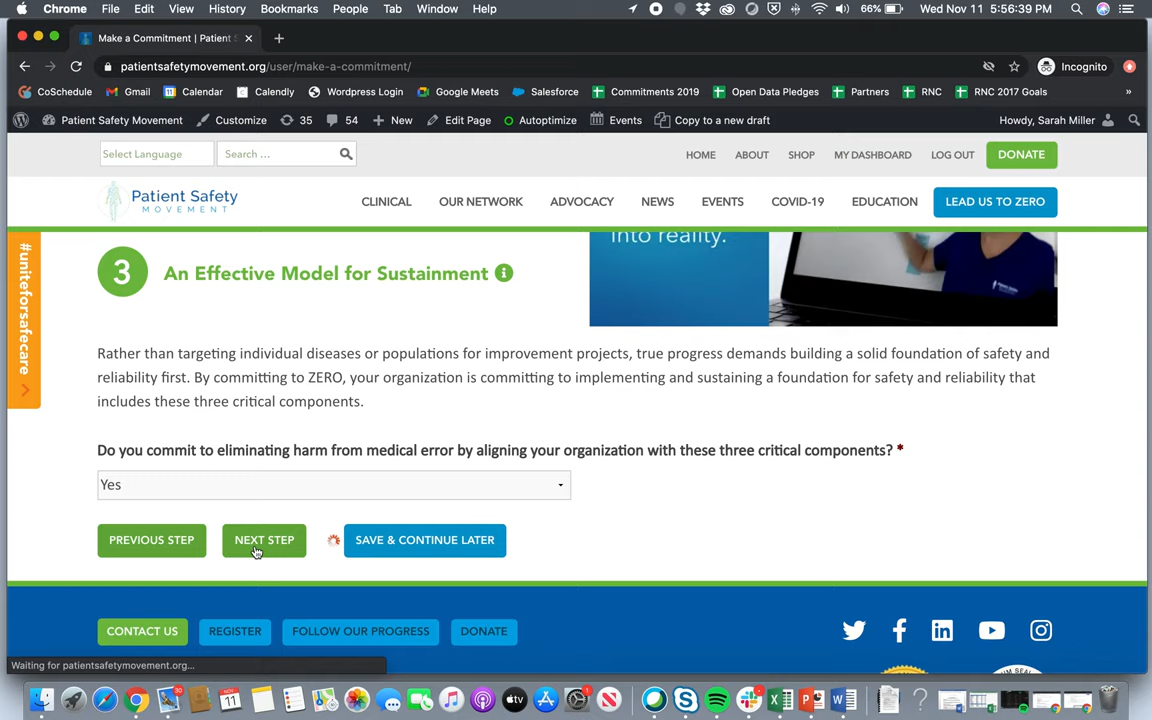 Chrome File Edit View History Bookmarks People Tab Window Help 66% Wed Nov 11 5:56:39 PM
Make a Commitment | Patient S
patientsafetymovement.org/user/make-a-commitment/ Incognito
CoSchedule Gmail Calendar Calendly Wordpress Login Google Meets Salesforce Commitments 2019 Open Data Pledges Partners RNC RNC 2017 Goals »
Patient Safety Movement Customize 35 54 New Edit Page Autoptimize Events Copy to a new draft Howdy, Sarah Miller
Select Language Search ... HOME ABOUT SHOP MY DASHBOARD LOG OUT DONATE
Patient Safety
MOVEMENT
CLINICAL OUR NETWORK ADVOCACY NEWS EVENTS COVID-19 EDUCATION LEAD US TO ZERO
#uniteforsafecare
into reality.
3 An Effective Model for Sustainment
Rather than targeting individual diseases or populations for improvement projects, true progress demands building a solid foundation of safety and
reliability first. By committing to ZERO, your organization is committing to implementing and sustaining a foundation for safety and reliability that
includes these three critical components.
Do you commit to eliminating harm from medical error by aligning your organization with these three critical components? *
Yes
PREVIOUS STEP NEXT STEP SAVE & CONTINUE LATER
CONTACT US REGISTER FOLLOW OUR PROGRESS DONATE
Waiting for patientsafetymovement.org...